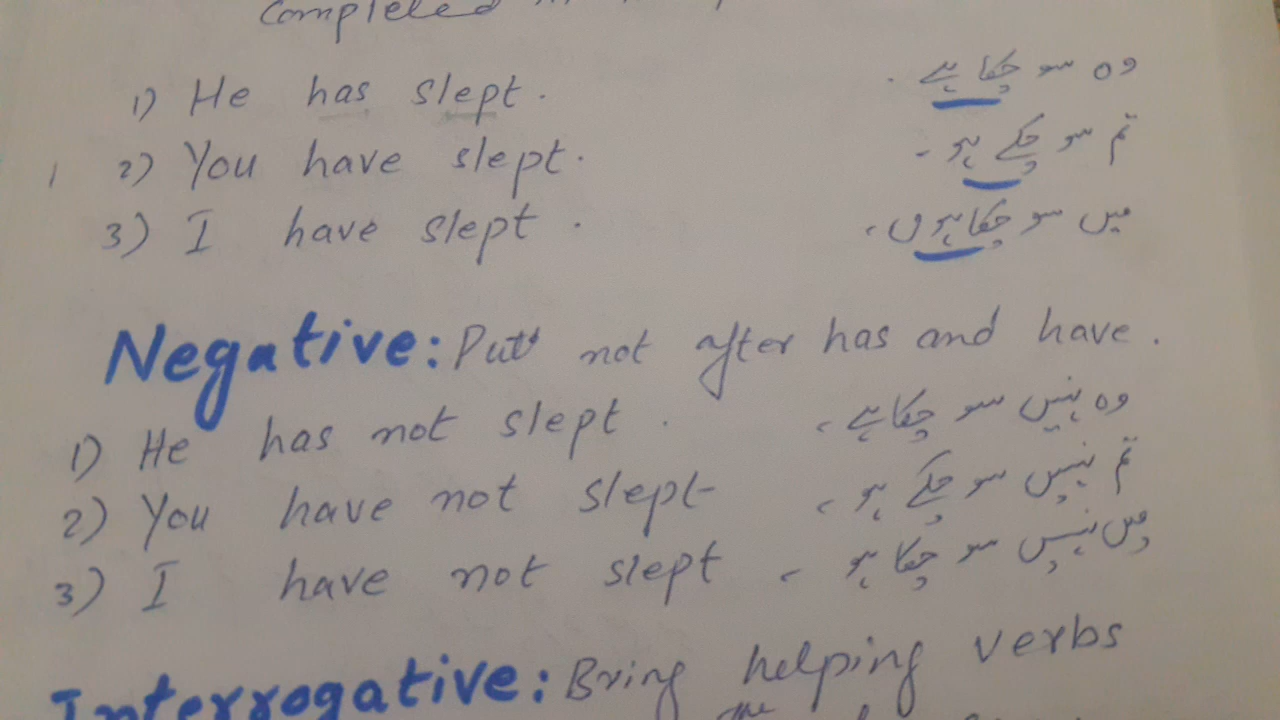 Completed
1) He has slept. وہ سو چکا ہے۔
2) You have slept. تم سو چکے ہو۔
3) I have slept. میں سو چکا ہوں۔
Negative: Put not after has and have.
1) He has not slept. وہ نہیں سو چکا ہے۔
2) You have not slept تم نہیں سو چکے ہو۔
3) I have not slept میں نہیں سو چکا ہو۔
Interrogative: Bring helping verbs
the